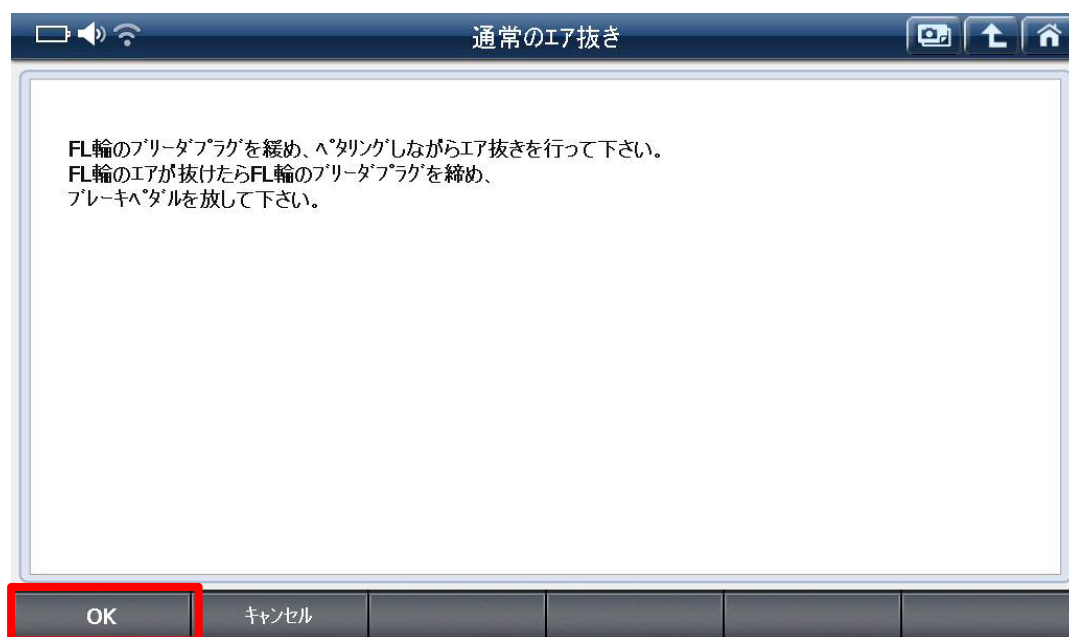 通常のｴｱ抜き
FL輪のﾌﾞﾘｰﾀﾞﾌﾟﾗｸﾞを緩め､ﾍﾟﾀﾘﾝｸﾞしながらｴｱ抜きを行って下さい｡
FL輪のｴｱが抜けたらFL輪のﾌﾞﾘｰﾀﾞﾌﾟﾗｸﾞを締め､
ﾌﾞﾚｰｷﾍﾟﾀﾞﾙを放して下さい｡
OK
ｷｬﾝｾﾙ